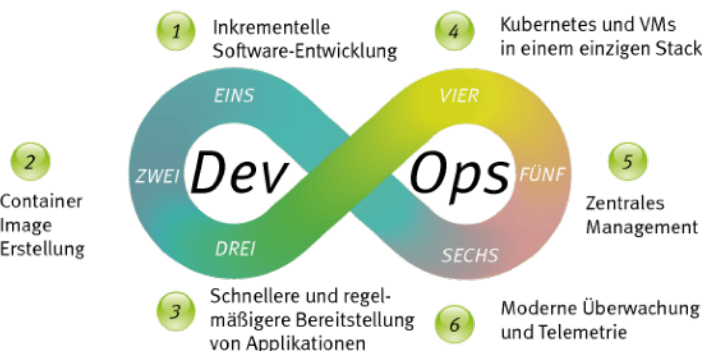 1
Inkrementelle
Software-Entwicklung
4
Kubernetes und VMs
in einem einzigen Stack
EINS
VIER
2
Container
Image
Erstellung
ZWEI
Dev
Ops
FÜNF
5
Zentrales
Management
DREI
SECHS
3
Schnellere und regel-
mäßigere Bereitstellung
von Applikationen
6
Moderne Überwachung
und Telemetrie